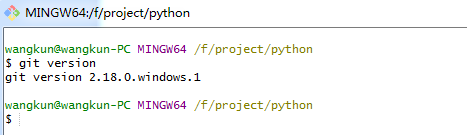 MINGW64:/f/project/python
wangkun@wangkun-PC MINGW64 /f/project/python
$ git version
git version 2.18.0.windows.1
wangkun@wangkun-PC MINGW64 /f/project/python
$